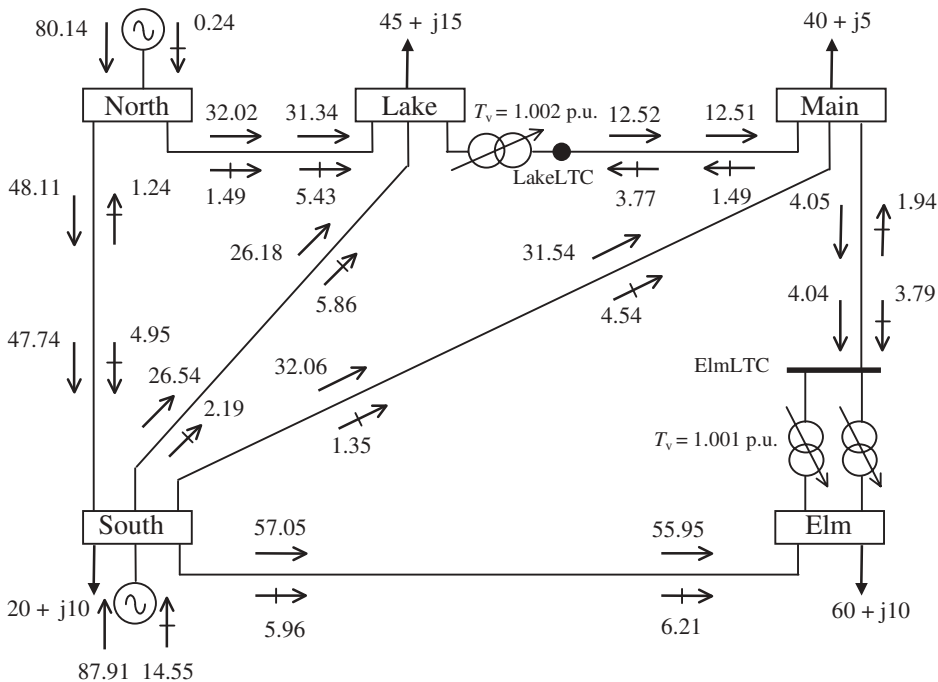 80.14
0.24
45 + j15
40 + j5
North
Lake
Main
32.02
31.34
Tv = 1.002 p.u.
12.52
12.51
LakeLTC
1.49
5.43
3.77
1.49
48.11
1.24
4.05
1.94
26.18
31.54
5.86
4.54
4.04
3.79
47.74
4.95
ElmLTC
26.54
32.06
2.19
1.35
Tv = 1.001 p.u.
South
Elm
57.05
55.95
20 + j10
5.96
6.21
60 + j10
87.91
14.55